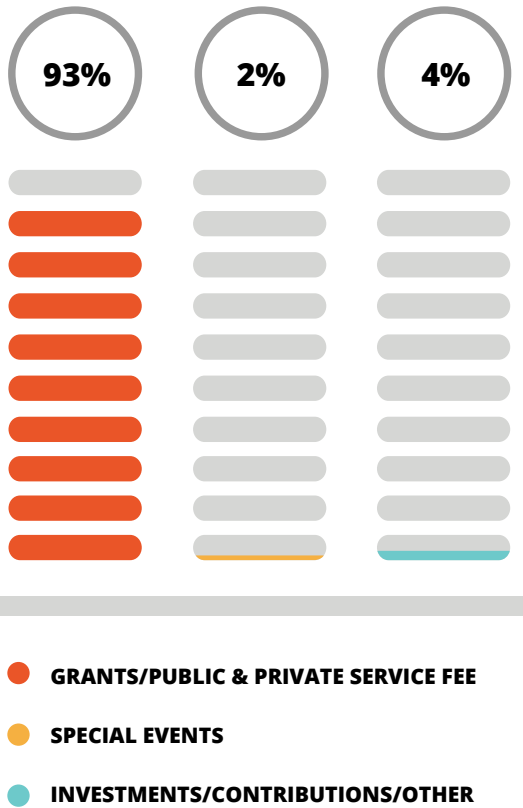 93%
2%
4%
GRANTS/PUBLIC & PRIVATE SERVICE FEE
SPECIAL EVENTS
INVESTMENTS/CONTRIBUTIONS/OTHER